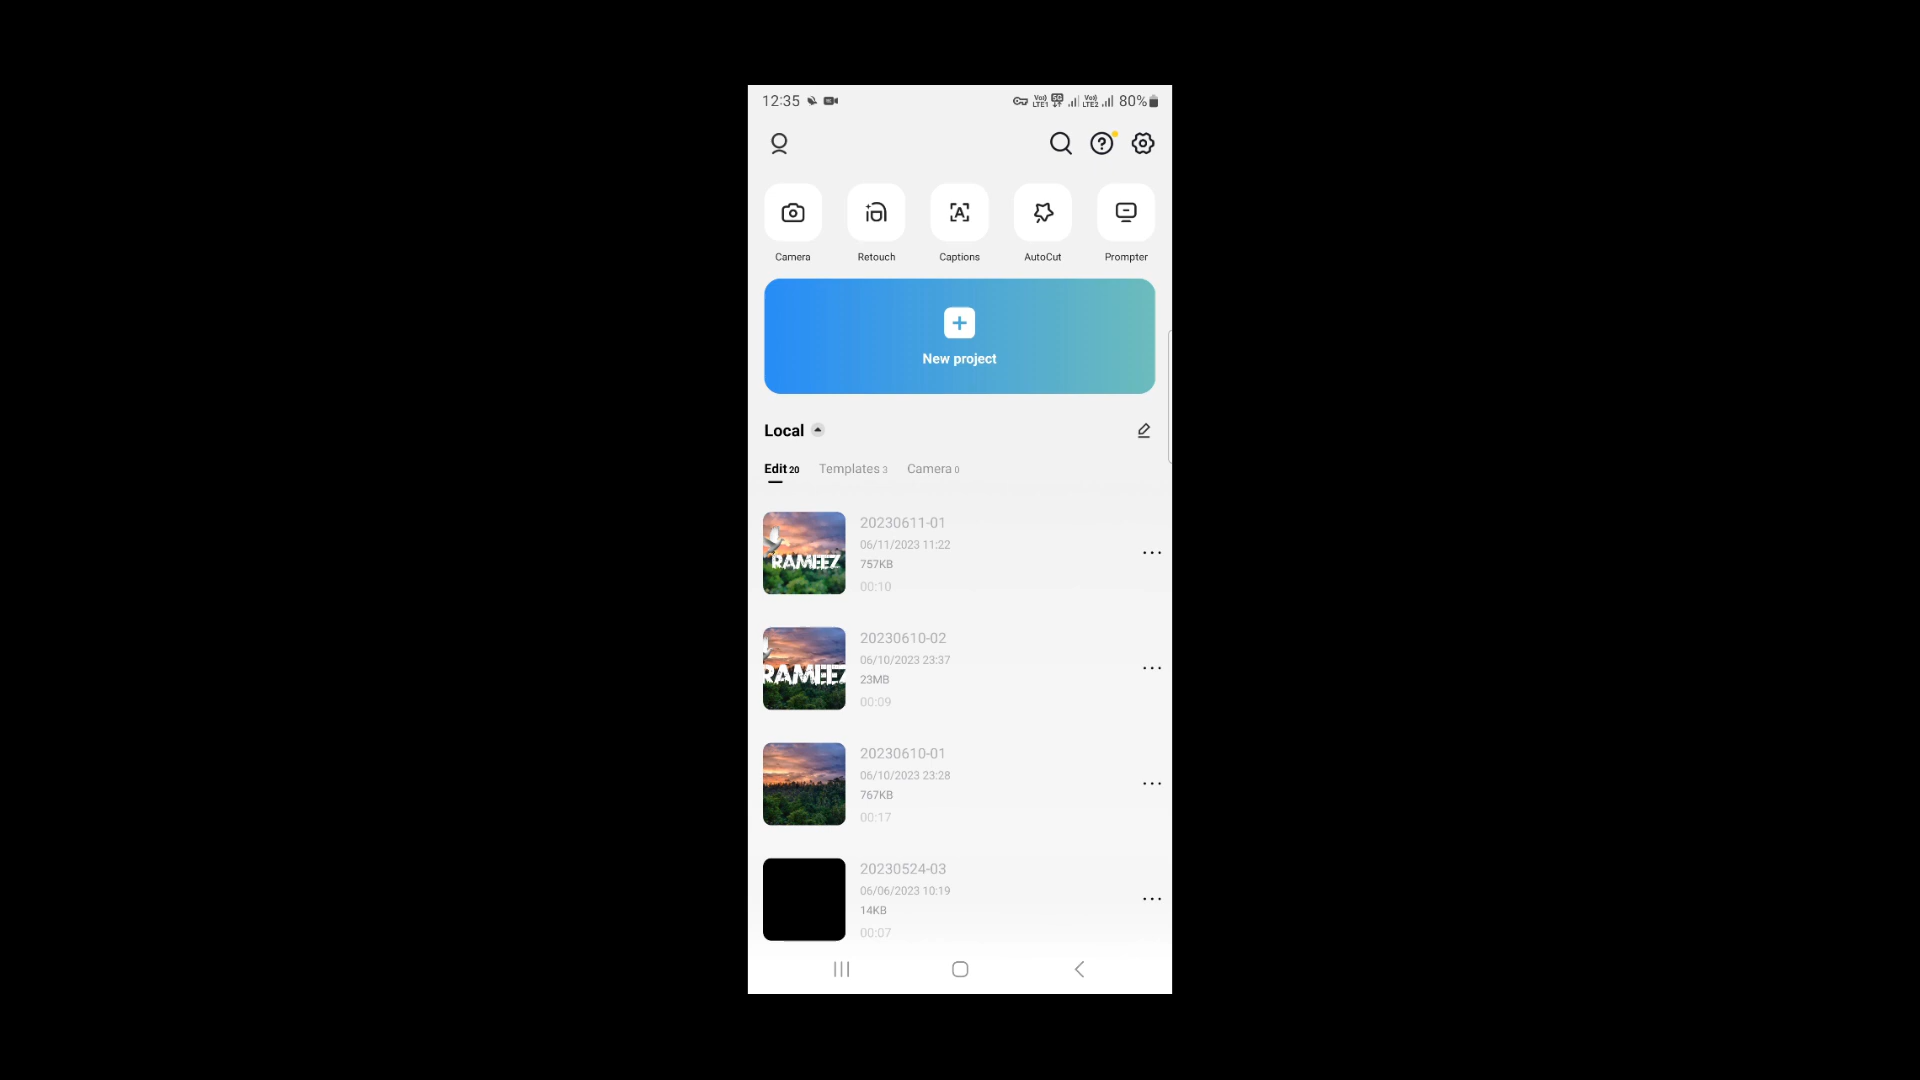 12:35 80%
Camera Retouch Captions AutoCut Prompter
New project
Local
Edit 20 Templates 3 Camera 0
20230611-01
06/11/2023 11:22
757KB
00:10
RAMEEZ
20230610-02
06/10/2023 23:37
23MB
00:09
RAMEEZ
20230610-01
06/10/2023 23:28
767KB
00:17
20230524-03
06/06/2023 10:19
14KB
00:07